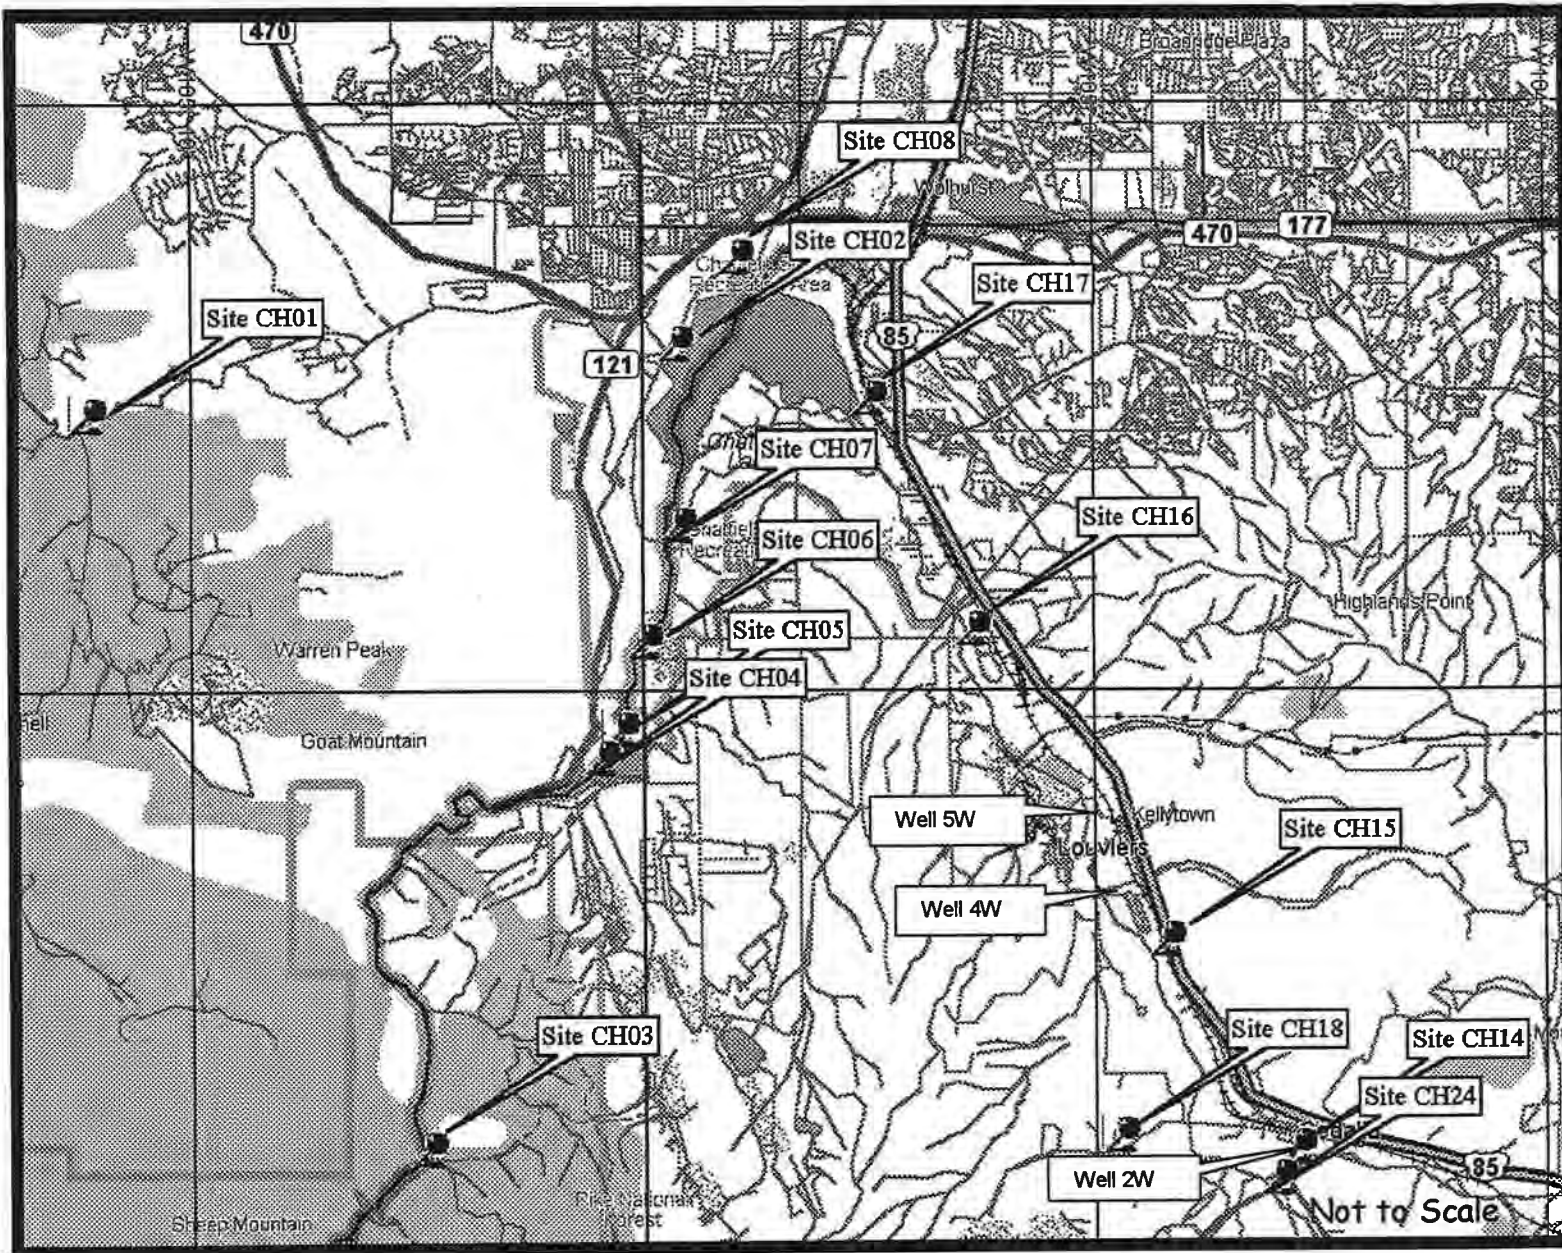 470
Broadridge Plaza
Site CH08
Wolhurst
Site CH02
470
177
Recreation Area
Site CH17
Site CH01
85
121
Site CH07
Site CH16
Site CH06
Highlands Point
Site CH05
Warren Peak
Site CH04
Goat Mountain
Well 5W
Kellytown
Site CH15
Louviers
Well 4W
Site CH03
Site CH18
Site CH14
Site CH24
Well 2W
85
Pike National
Forest
Sheep Mountain
Not to Scale